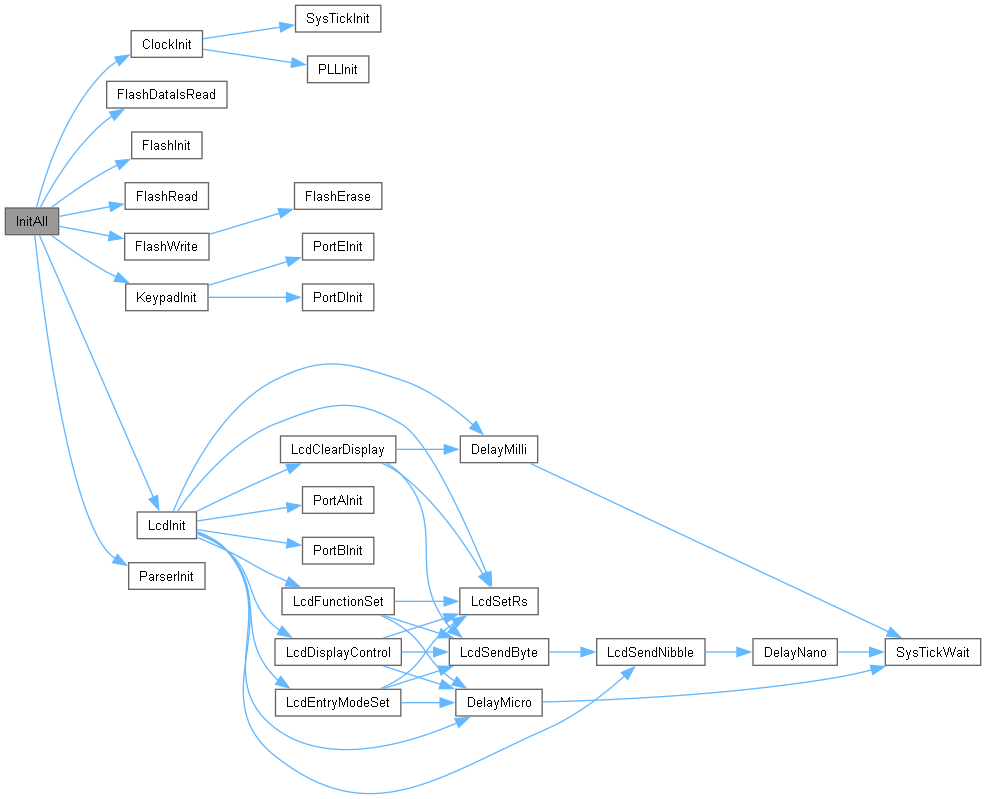 SysTickInit
ClockInit
PLLInit
FlashDataIsRead
FlashInit
FlashRead
FlashErase
InitAll
FlashWrite
PortEInit
KeypadInit
PortDInit
LcdClearDisplay
DelayMilli
PortAInit
LcdInit
PortBInit
ParserInit
LcdFunctionSet
LcdSetRs
LcdDisplayControl
LcdSendByte
LcdSendNibble
DelayNano
SysTickWait
LcdEntryModeSet
DelayMicro